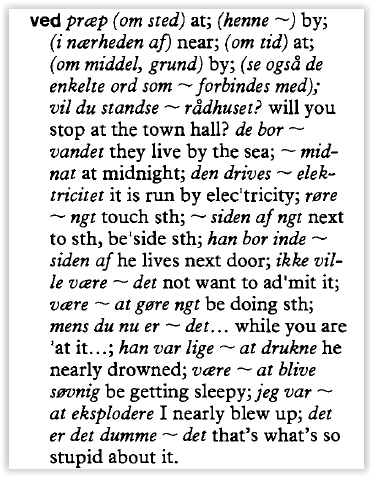 ved præp (om sted) at; (henne ~) by;
(i nærheden af) near; (om tid) at;
(om middel, grund) by; (se også de
enkelte ord som ~ forbindes med);
vil du standse ~ rådhuset? will you
stop at the town hall? de bor ~
vandet they live by the sea; ~ mid-
nat at midnight; den drives ~ elek-
tricitet it is run by elecˈtricity; røre
~ ngt touch sth; ~ siden af ngt next
to sth, beˈside sth; han bor inde ~
siden af he lives next door; ikke vil-
le være ~ det not want to adˈmit it;
være ~ at gøre ngt be doing sth;
mens du nu er ~ det... while you are
ˈat it...; han var lige ~ at drukne he
nearly drowned; være ~ at blive
søvnig be getting sleepy; jeg var ~
at eksplodere I nearly blew up; det
er det dumme ~ det that's what's so
stupid about it.